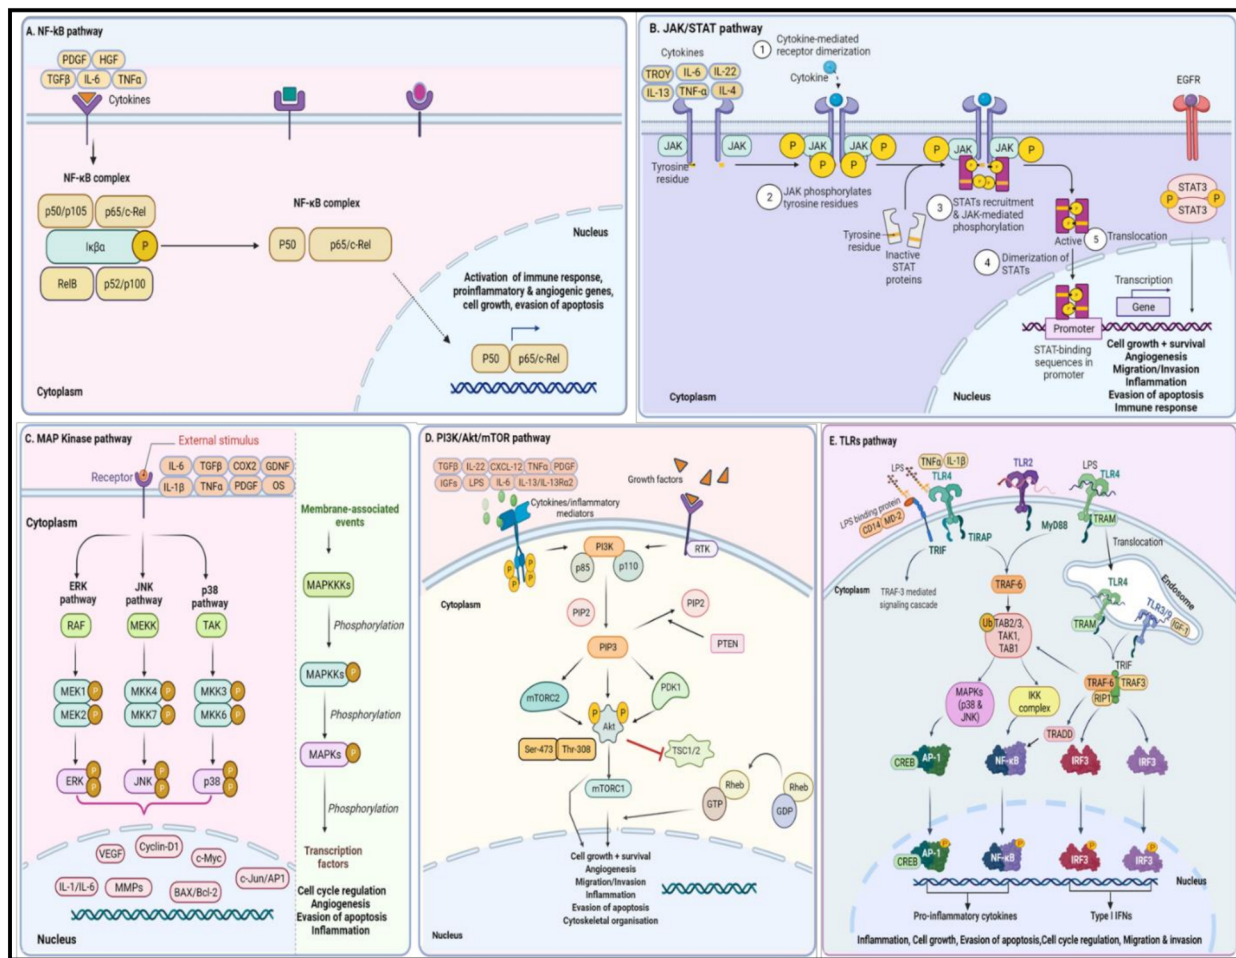 A. NF-kB pathway
PDGF
HGF
TGFβ
IL-6
TNFα
Cytokines
NF-κB complex
p50/p105
p65/c-Rel
Iκβα
P
RelB
p52/p100
NF-κB complex
P50
p65/c-Rel
Nucleus
Activation of immune response,
proinflammatory & angiogenic genes,
cell growth, evasion of apoptosis
P50
p65/c-Rel
Cytoplasm
B. JAK/STAT pathway
Cytokines
TROY
IL-6
IL-22
IL-13
TNF-α
IL-4
1
Cytokine-mediated
receptor dimerization
Cytokine
EGFR
JAK
JAK
Tyrosine
residue
P
JAK
JAK
P
P
P
2
JAK phosphorylates
tyrosine residues
P
JAK
JAK
P
3
STATs recruitment
& JAK-mediated
phosphorylation
Tyrosine
residue
Inactive
STAT
proteins
STAT3
P
P
STAT3
Active
5
Translocation
4
Dimerization of
STATs
Transcription
Gene
Promoter
STAT-binding
sequences in
promoter
Cell growth + survival
Angiogenesis
Migration/Invasion
Inflammation
Evasion of apoptosis
Immune response
Cytoplasm
Nucleus
C. MAP Kinase pathway
External stimulus
Receptor
IL-6
TGFβ
COX2
GDNF
IL-1β
TNFα
PDGF
OS
Cytoplasm
ERK
pathway
JNK
pathway
p38
pathway
RAF
MEKK
TAK
MEK1
P
MKK4
P
MKK3
P
MEK2
P
MKK7
P
MKK6
P
ERK
P
P
JNK
P
P
p38
P
P
VEGF
Cyclin-D1
c-Myc
IL-1/IL-6
MMPs
BAX/Bcl-2
c-Jun/AP1
Nucleus
Membrane-associated
events
MAPKKKs
Phosphorylation
MAPKKs
P
Phosphorylation
MAPKs
P
Phosphorylation
Transcription
factors
Cell cycle regulation
Angiogenesis
Evasion of apoptosis
Inflammation
D. PI3K/Akt/mTOR pathway
TGFβ
IL-22
CXCL-12
TNFα
PDGF
IGFs
LPS
IL-6
IL-13/IL-13Rα2
Growth factors
Cytokines/inflammatory
mediators
P
P
P
P
PI3K
p85
p110
RTK
Cytoplasm
PIP2
PIP2
PTEN
PIP3
mTORC2
PDK1
P
P
Akt
Ser-473
Thr-308
TSC1/2
mTORC1
Rheb
GTP
Rheb
GDP
Cell growth + survival
Angiogenesis
Migration/Invasion
Inflammation
Evasion of apoptosis
Cytoskeletal organisation
Nucleus
E. TLRs pathway
TNFα
IL-1β
LPS
TLR4
TLR2
LPS
TLR4
LPS binding protein
CD14
MD-2
TRIF
TIRAP
MyD88
TRAM
Translocation
Cytoplasm
TRAF-3 mediated
signaling cascade
TRAF-6
Endosome
TLR4
TLR3/9
IGF-1
TRAM
TRIF
Ub
TAB2/3,
TAK1,
TAB1
TRAF-6
TRAF3
RIP1
MAPKs
(p38 &
JNK)
IKK
complex
TRADD
CREB
AP-1
NF-κB
IRF3
IRF3
P
P
P
P
CREB
AP-1
NF-κB
IRF3
IRF3
Nucleus
Pro-inflammatory cytokines
Type I IFNs
Inflammation, Cell growth, Evasion of apoptosis,Cell cycle regulation, Migration & invasion